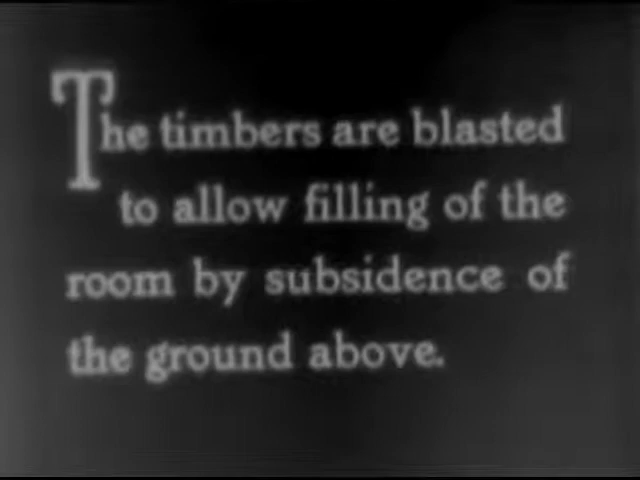 The timbers are blasted
to allow filling of the
room by subsidence of
the ground above.